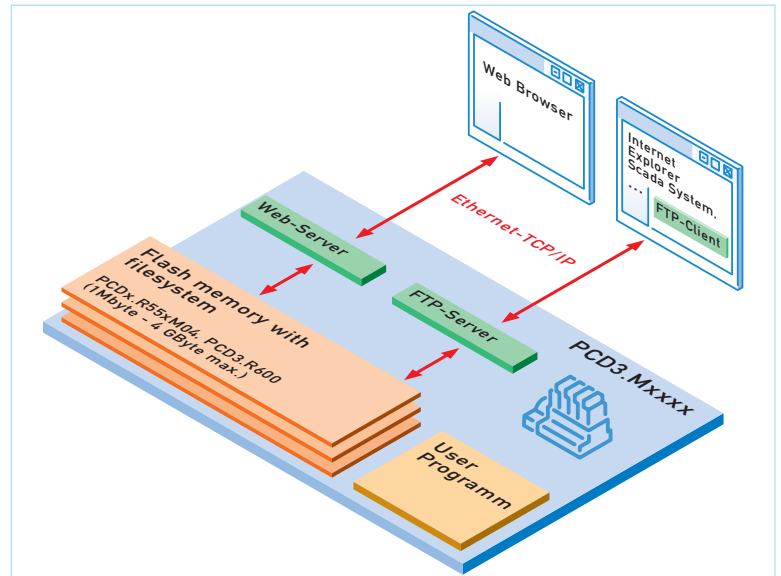 Web Browser
Internet
Explorer
Scada System.
...
FTP-Client
Ethernet-TCP/IP
Web-Server
FTP-Server
Flash memory with
filesystem
PCDx.R55xM04, PCD3.R600
(1Mbyte - 4 GByte max.)
PCD3.Mxxxx
User
Programm